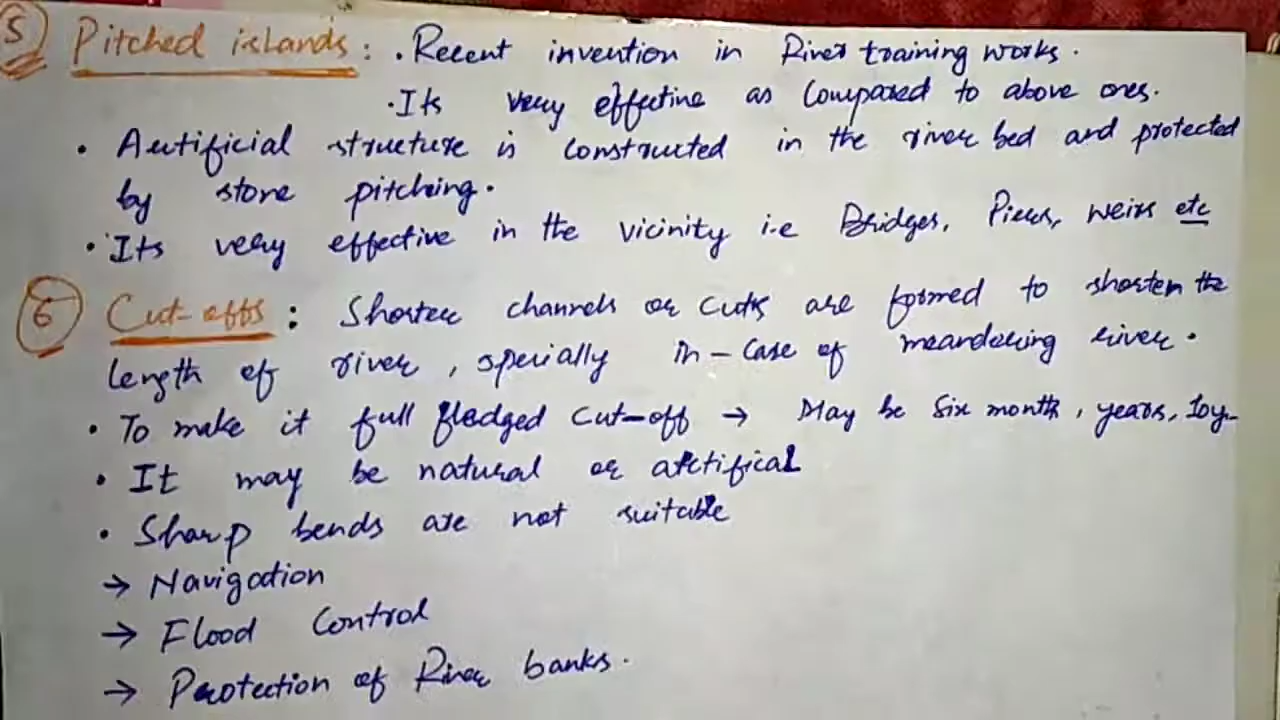 5 Pitched islands : . Recent invention in River training works .
. Its very effective as Compared to above ones.
. Artificial structure is constructed in the river bed and protected
by stone pitching .
. Its very effective in the vicinity i.e Bridges, Piers, weirs etc
6 Cut-offs : Shorter channels or cuts are formed to shorten the
length of river , specially in-case of meandering river .
. To make it full fledged cut-off → May be six month , years, 10y-
. It may be natural or artifical
. Sharp bends are not suitable
→ Navigation
→ Flood Control
→ Protection of River banks .